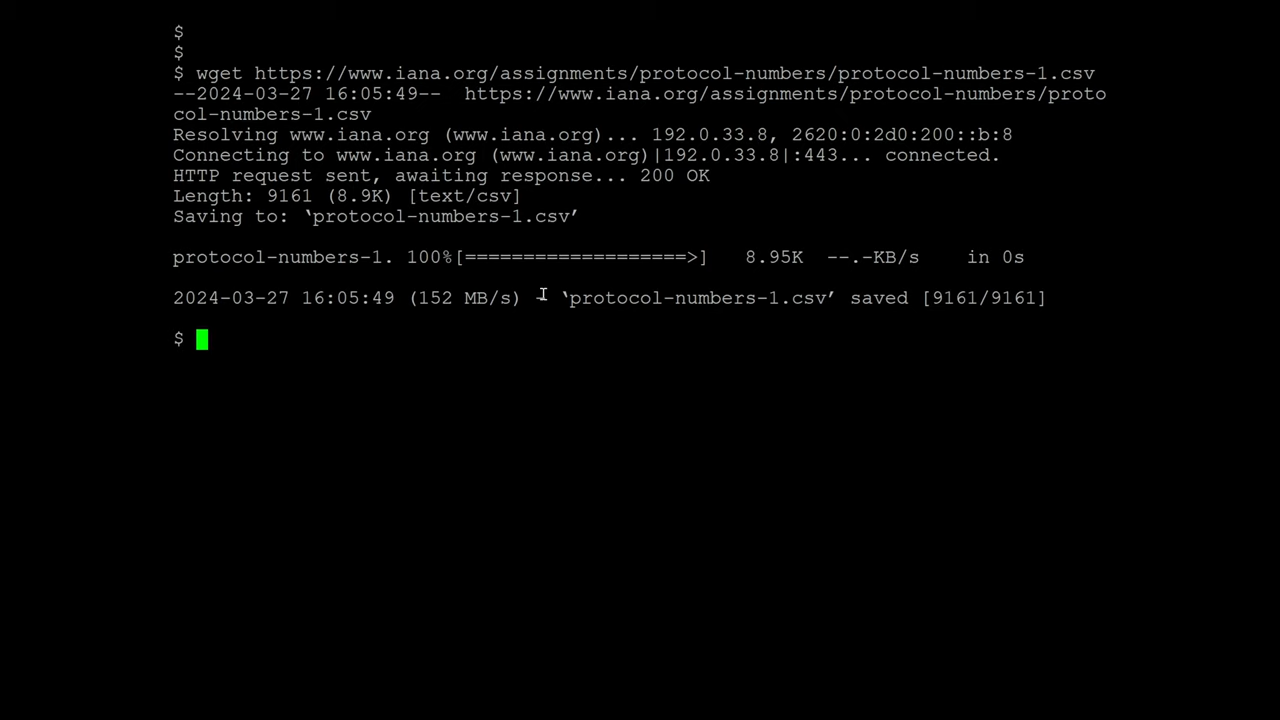 $
$
$ wget https://www.iana.org/assignments/protocol-numbers/protocol-numbers-1.csv
--2024-03-27 16:05:49--  https://www.iana.org/assignments/protocol-numbers/proto
col-numbers-1.csv
Resolving www.iana.org (www.iana.org)... 192.0.33.8, 2620:0:2d0:200::b:8
Connecting to www.iana.org (www.iana.org)|192.0.33.8|:443... connected.
HTTP request sent, awaiting response... 200 OK
Length: 9161 (8.9K) [text/csv]
Saving to: ‘protocol-numbers-1.csv’
protocol-numbers-1. 100%[===================>]   8.95K  --.-KB/s    in 0s
2024-03-27 16:05:49 (152 MB/s) - ‘protocol-numbers-1.csv’ saved [9161/9161]
$